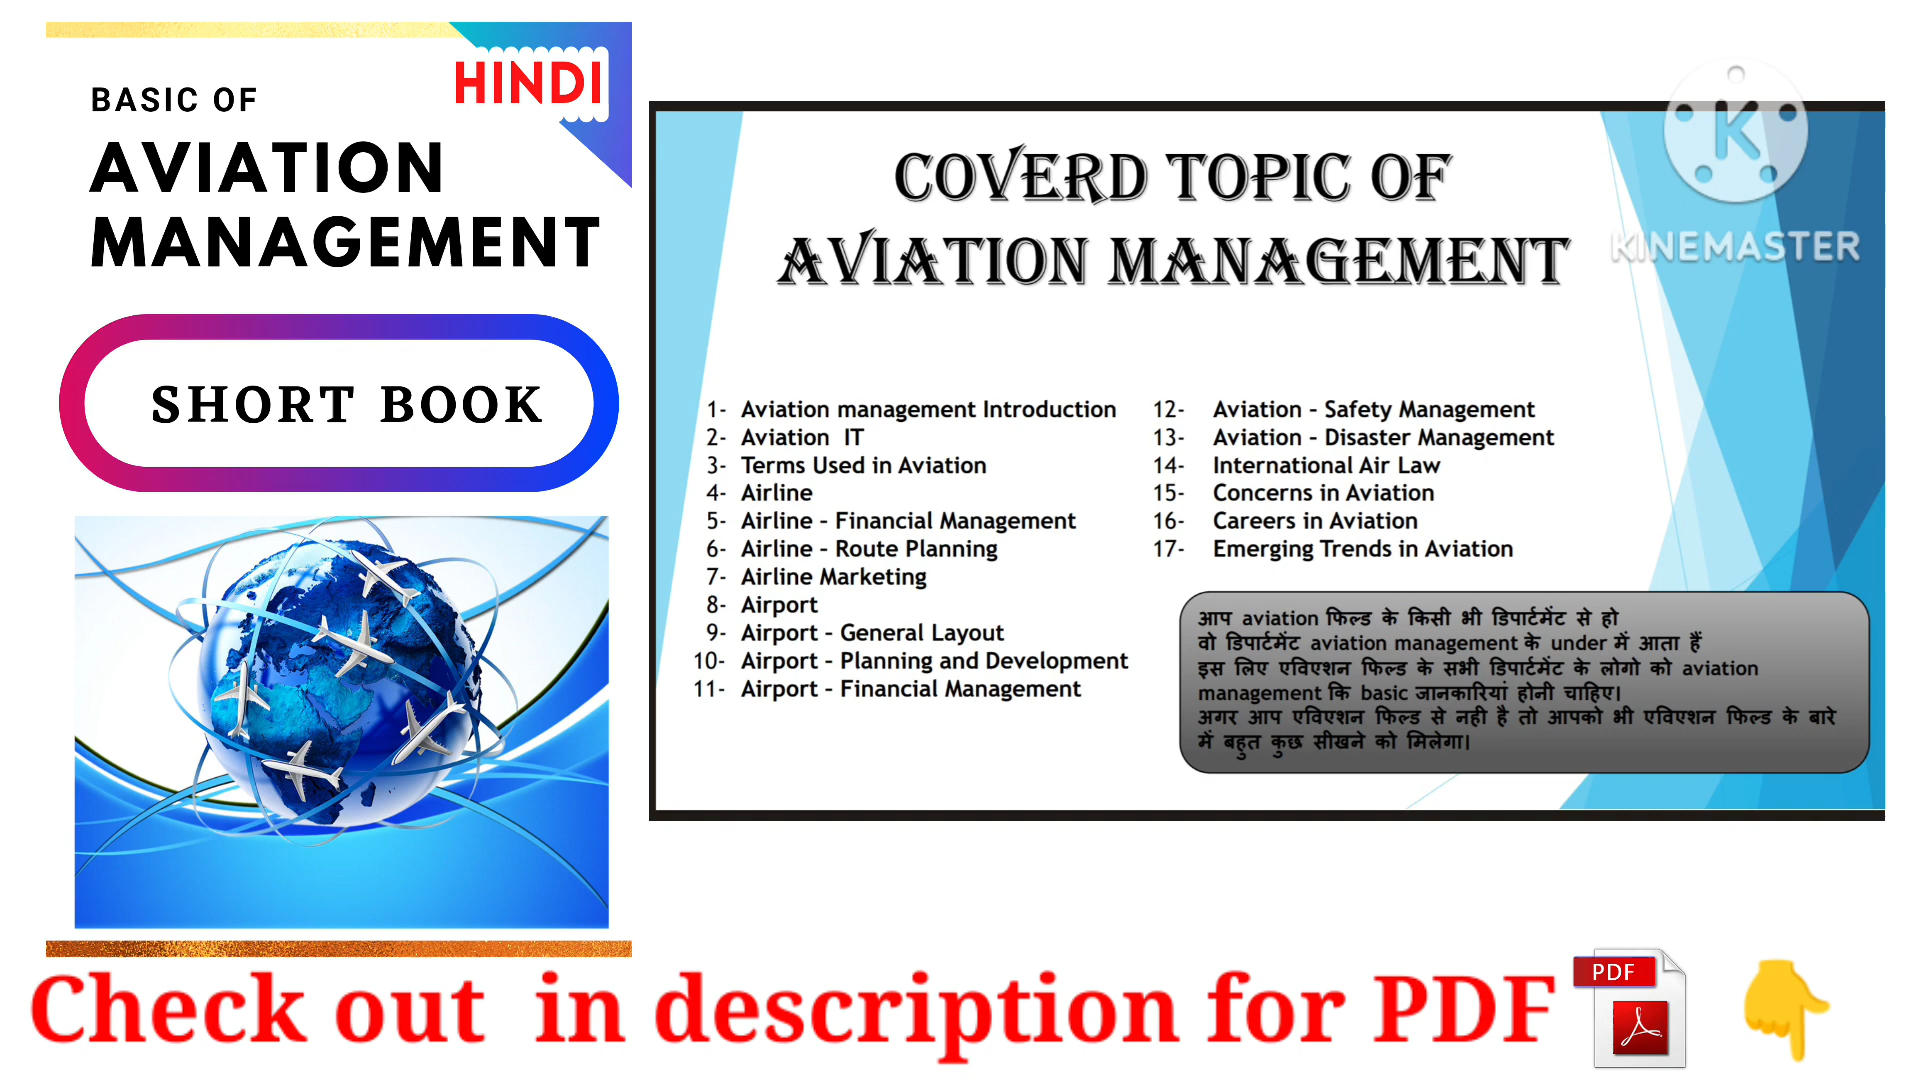 BASIC OF
HINDI
AVIATION
MANAGEMENT
SHORT BOOK
COVERD TOPIC OF
AVIATION MANAGEMENT
K
KINEMASTER
1- Aviation management Introduction
2- Aviation IT
3- Terms Used in Aviation
4- Airline
5- Airline - Financial Management
6- Airline - Route Planning
7- Airline Marketing
8- Airport
9- Airport - General Layout
10- Airport - Planning and Development
11- Airport - Financial Management
12- Aviation - Safety Management
13- Aviation - Disaster Management
14- International Air Law
15- Concerns in Aviation
16- Careers in Aviation
17- Emerging Trends in Aviation
आप aviation फिल्ड के किसी भी डिपार्टमेंट से हो
वो डिपार्टमेंट aviation management के under में आता हैं
इस लिए एविएशन फिल्ड के सभी डिपार्टमेंट के लोगो को aviation
management कि basic जानकारियां होनी चाहिए।
अगर आप एविएशन फिल्ड से नही है तो आपको भी एविएशन फिल्ड के बारे
में बहुत कुछ सीखने को मिलेगा।
Check out in description for PDF
PDF